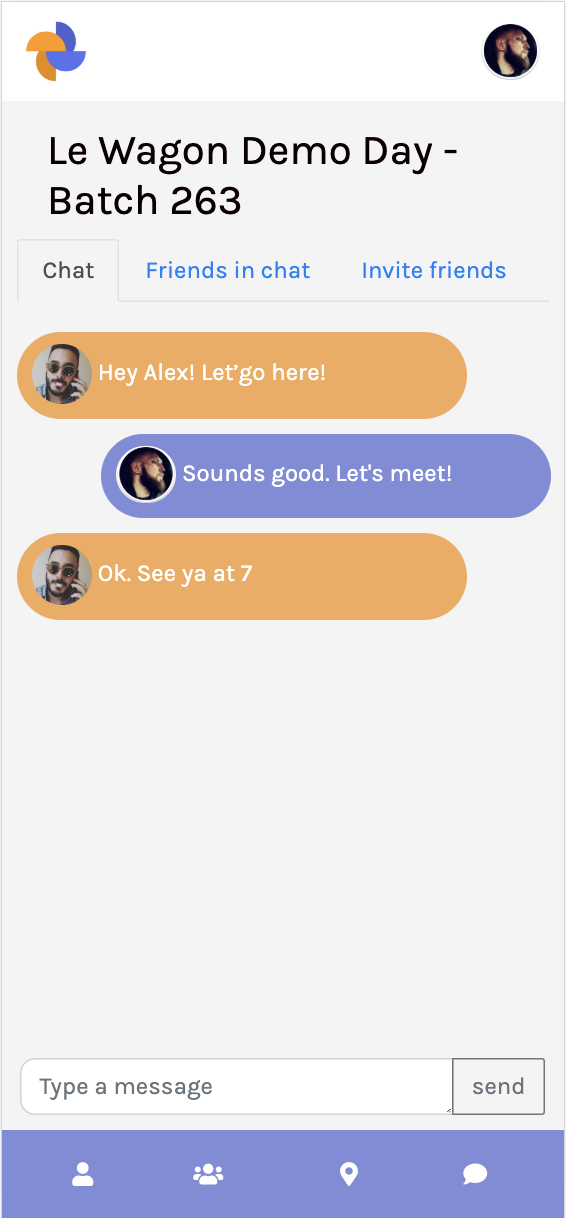 Le Wagon Demo Day -
Batch 263
Chat Friends in chat Invite friends
Hey Alex! Let’go here!
Sounds good. Let's meet!
Ok. See ya at 7
Type a message send